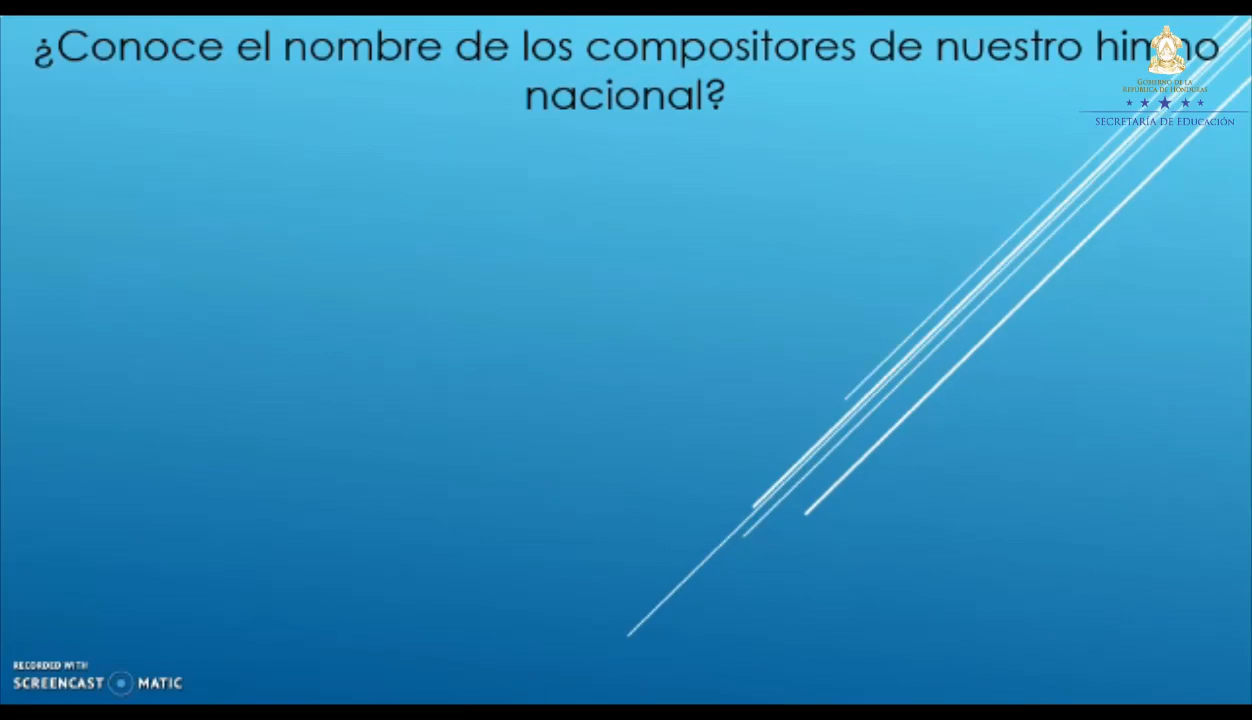 ¿Conoce el nombre de los compositores de nuestro himno
nacional?
GOBIERNO DE LA
REPÚBLICA DE HONDURAS
SECRETARÍA DE EDUCACIÓN
RECORDED WITH
SCREENCAST MATIC